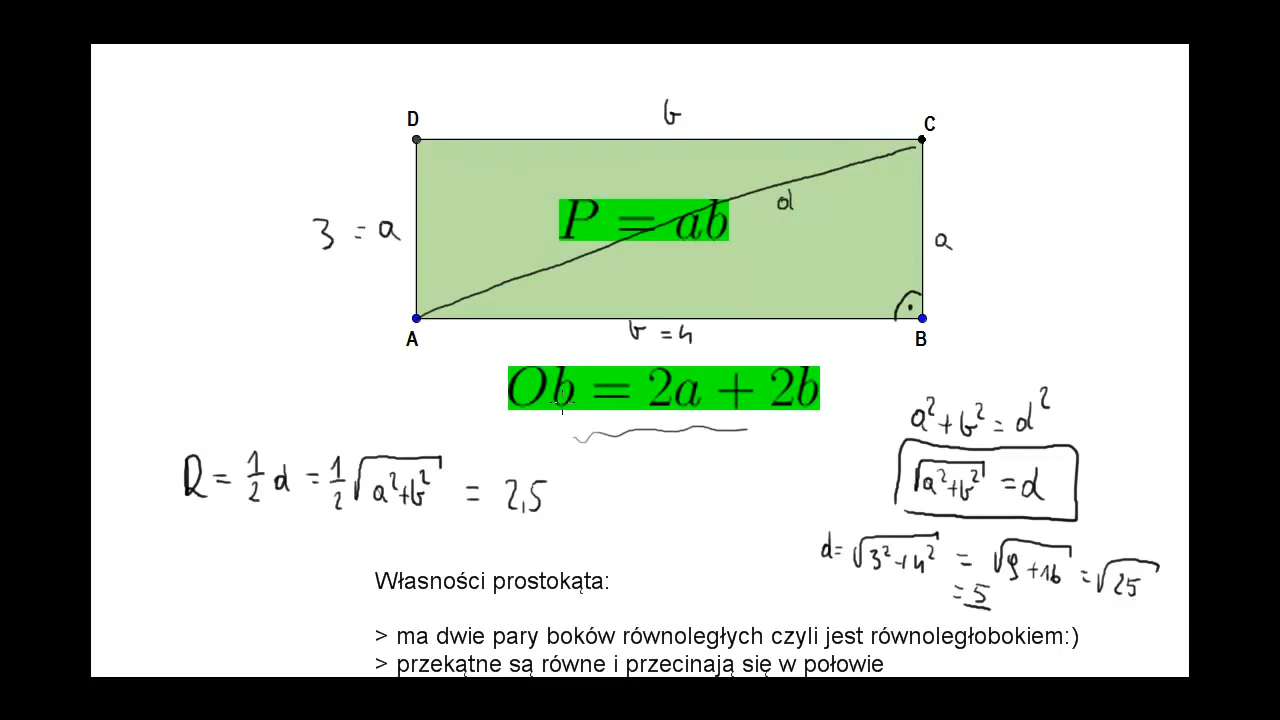 b
D
C
P = ab
d
3 = a
a
b = 4
A
B
Ob = 2a + 2b
a² + b² = d²
√(a² + b²) = d
R = 1/2 d = 1/2 √(a² + b²) = 2,5
d = √(3² + 4²) = √(9 + 16) = √25
= 5
Własności prostokąta:
> ma dwie pary boków równoległych czyli jest równoległobokiem:)
> przekątne są równe i przecinają się w połowie